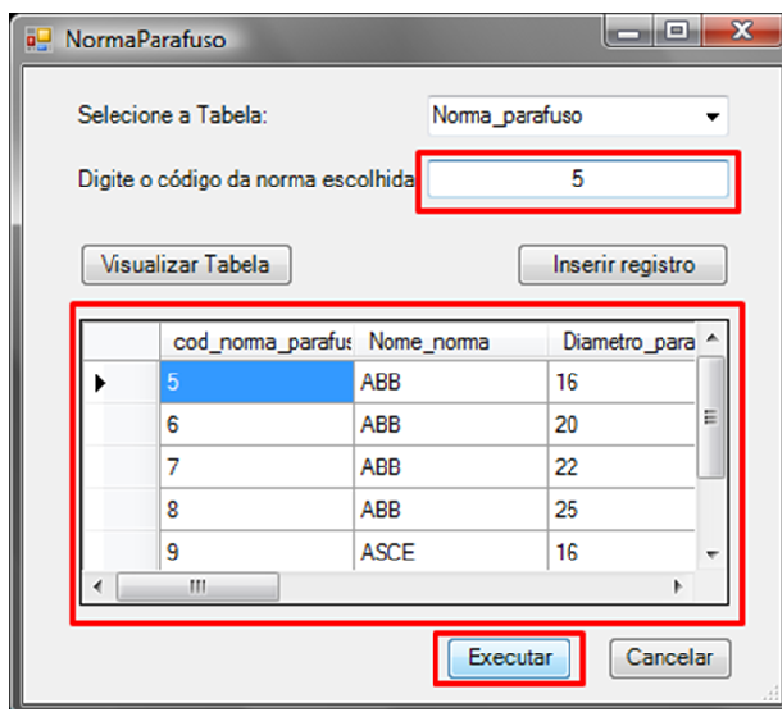 NormaParafuso
Selecione a Tabela: Norma_parafuso
Digite o código da norma escolhida 5
Visualizar Tabela Inserir registro
cod_norma_parafus Nome_norma Diametro_para
5 ABB 16
6 ABB 20
7 ABB 22
8 ABB 25
9 ASCE 16
Executar Cancelar